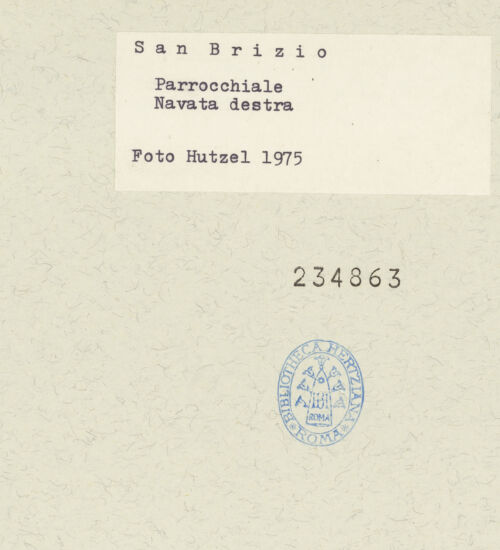 San Brizio
Parrocchiale
Navata destra
Foto Hutzel 1975
234863
BIBLIOTHECA HERTZIANA
ROMA
ROMA